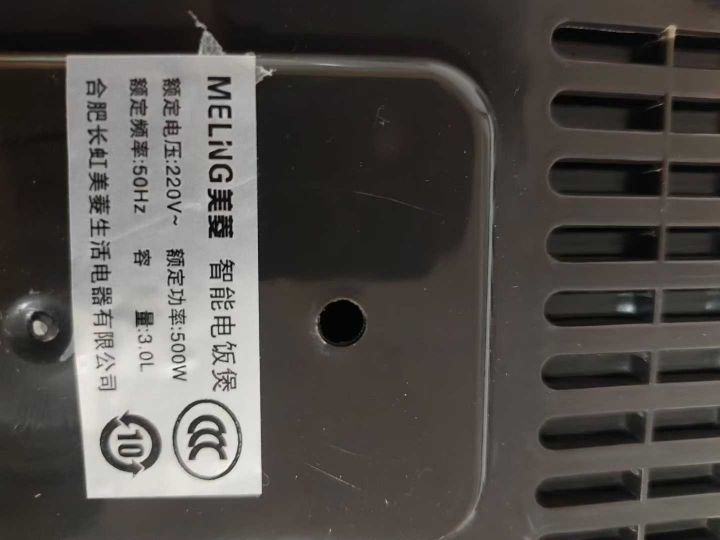 MELiNG美菱 智能电饭煲
额定电压:220V~ 额定功率:500W
额定频率:50Hz 容 量:3.0L
合肥长虹美菱生活电器有限公司
CCC
10